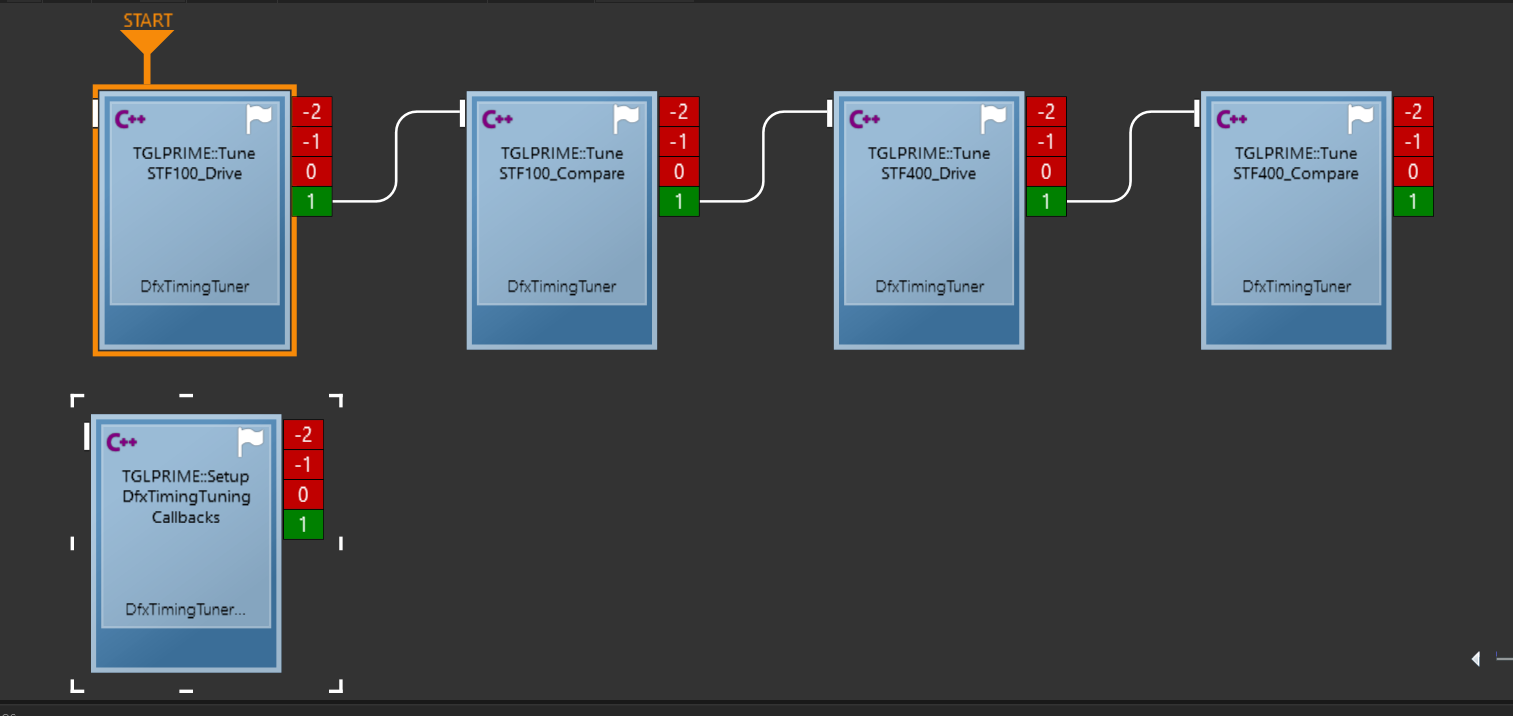 START
C++
TGLPRIME::Tune
STF100_Drive
DfxTimingTuner
-2
-1
0
1
C++
TGLPRIME::Tune
STF100_Compare
DfxTimingTuner
-2
-1
0
1
C++
TGLPRIME::Tune
STF400_Drive
DfxTimingTuner
-2
-1
0
1
C++
TGLPRIME::Tune
STF400_Compare
DfxTimingTuner
-2
-1
0
1
C++
TGLPRIME::Setup
DfxTimingTuning
Callbacks
DfxTimingTuner...
-2
-1
0
1